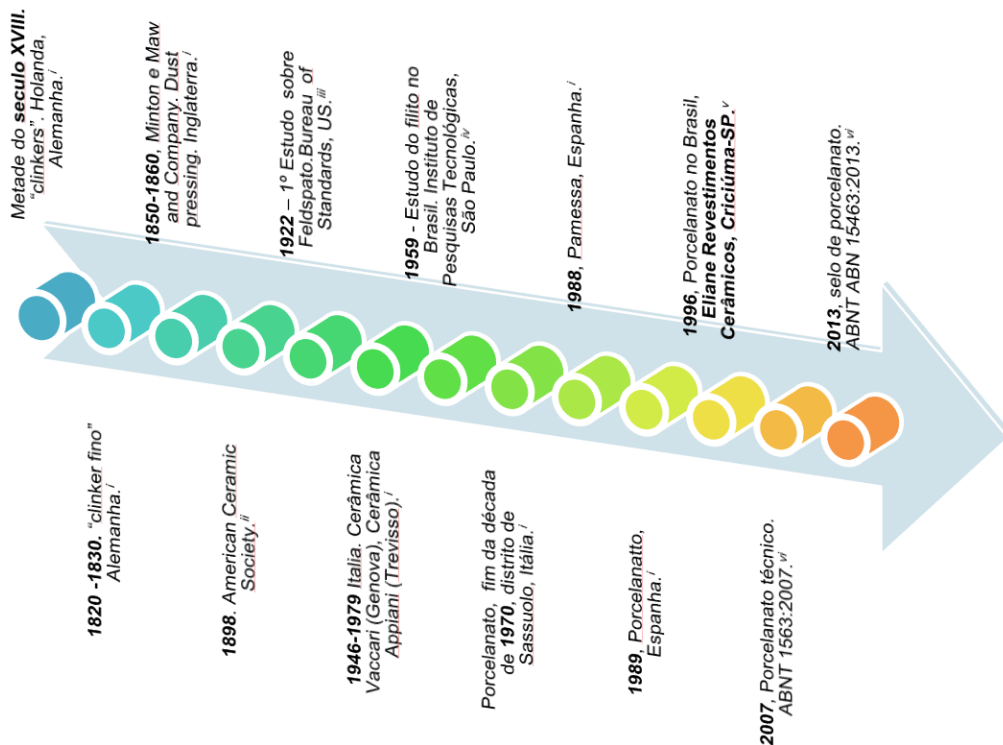 Metade do seculo XVIII.
“clinkers”. Holanda,
Alemanha.i
1820 -1830. “clinker fino”
Alemanha.i
1850-1860, Minton e Maw
and Company. Dust
pressing. Inglaterra.i
1898. American Ceramic
Society.ii
1922 – 1º Estudo sobre
Feldspato.Bureau of
Standards, US.iii
1946-1979 Italia. Cerâmica
Vaccari (Genova), Cerâmica
Appiani (Trevisso).i
1959 - Estudo do filito no
Brasil. Instituto de
Pesquisas Tecnológicas,
São Paulo.iv
Porcelanato, fim da década
de 1970, distrito de
Sassuolo, Itália.i
1988, Pamessa, Espanha.i
1989, Porcelanatto,
Espanha.i
1996, Porcelanato no Brasil,
Eliane Revestimentos
Cerâmicos, Criciúma-SP.v
2007, Porcelanato técnico.
ABNT 1563:2007.vi
2013, selo de porcelanato.
ABNT ABN 15463:2013.vi